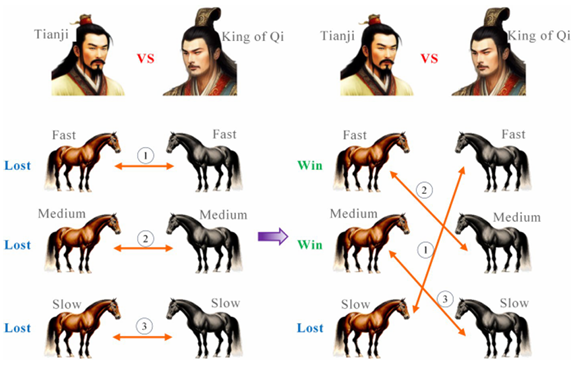 Tianji
VS
King of Qi
Fast
Fast
Lost
1
Medium
Medium
Lost
2
Slow
Slow
Lost
3
Tianji
VS
King of Qi
Fast
Fast
Win
2
Medium
Medium
Win
1
3
Slow
Slow
Lost